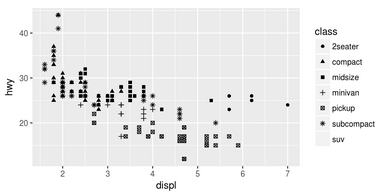 40
30
20
hwy
2
3
4
5
6
7
displ
class
2seater
compact
midsize
minivan
pickup
subcompact
suv